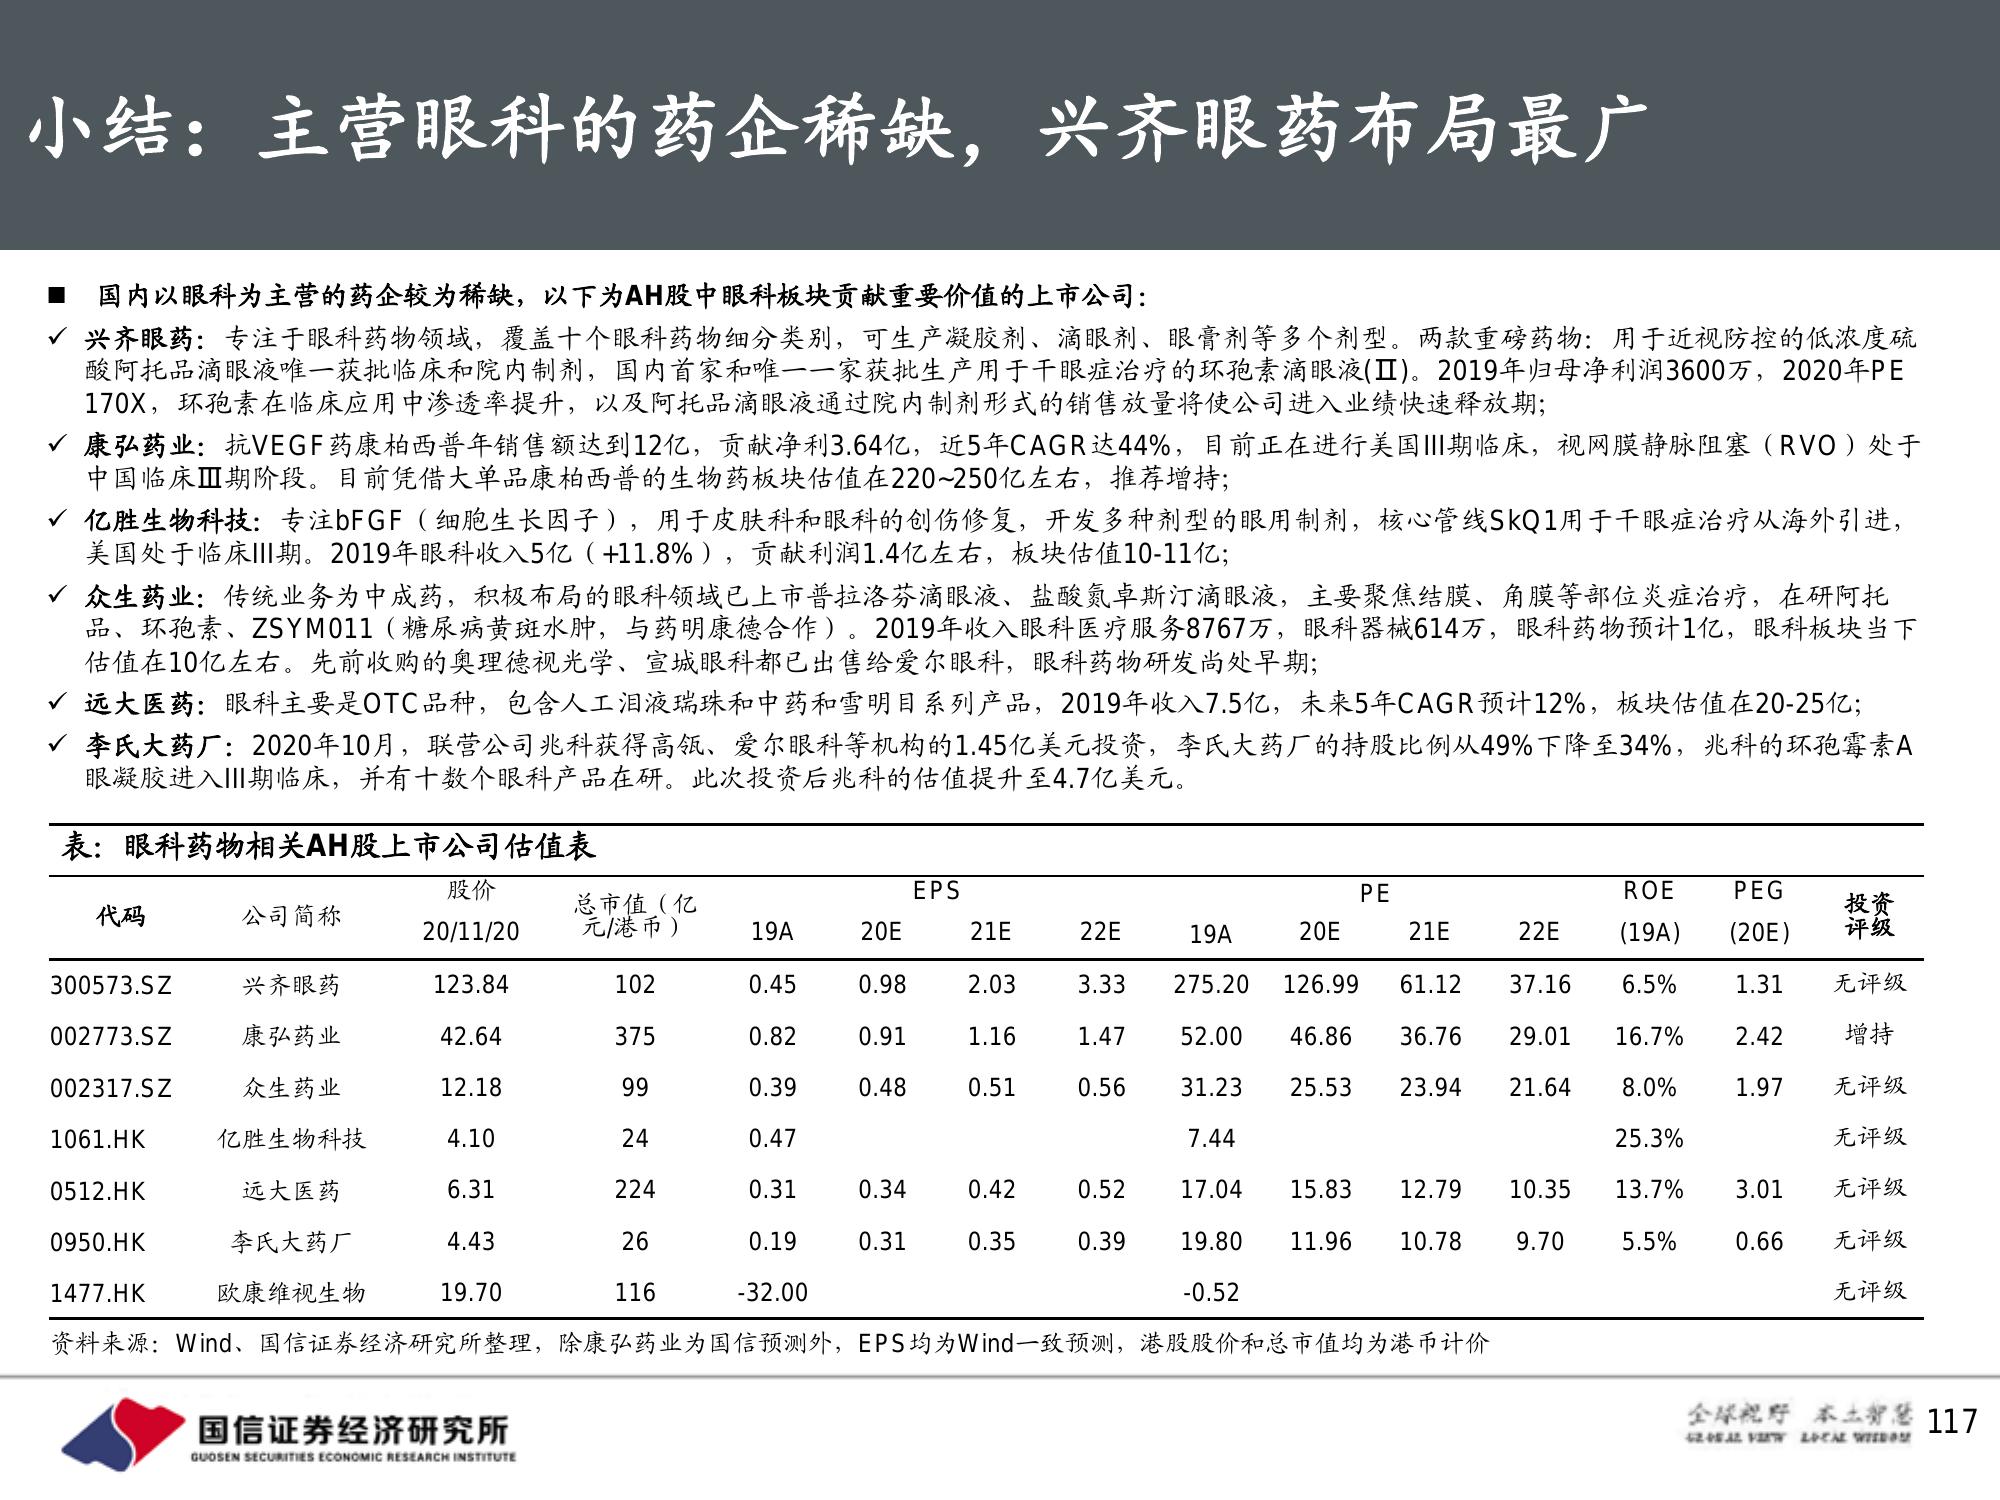 小结：主营眼科的药企稀缺，兴齐眼药布局最广
■ 国内以眼科为主营的药企较为稀缺，以下为AH股中眼科板块贡献重要价值的上市公司：
✓ 兴齐眼药：专注于眼科药物领域，覆盖十个眼科药物细分类别，可生产凝胶剂、滴眼剂、眼膏剂等多个剂型。两款重磅药物：用于近视防控的低浓度硫
酸阿托品滴眼液唯一获批临床和院内制剂，国内首家和唯一一家获批生产用于干眼症治疗的环孢素滴眼液(Ⅱ)。2019年归母净利润3600万，2020年PE
170X，环孢素在临床应用中渗透率提升，以及阿托品滴眼液通过院内制剂形式的销售放量将使公司进入业绩快速释放期；
✓ 康弘药业：抗VEGF药康柏西普年销售额达到12亿，贡献净利3.64亿，近5年CAGR达44%，目前正在进行美国III期临床，视网膜静脉阻塞（RVO）处于
中国临床Ⅲ期阶段。目前凭借大单品康柏西普的生物药板块估值在220~250亿左右，推荐增持；
✓ 亿胜生物科技：专注bFGF（细胞生长因子），用于皮肤科和眼科的创伤修复，开发多种剂型的眼用制剂，核心管线SkQ1用于干眼症治疗从海外引进，
美国处于临床III期。2019年眼科收入5亿（+11.8%），贡献利润1.4亿左右，板块估值10-11亿；
✓ 众生药业：传统业务为中成药，积极布局的眼科领域已上市普拉洛芬滴眼液、盐酸氮卓斯汀滴眼液，主要聚焦结膜、角膜等部位炎症治疗，在研阿托
品、环孢素、ZSYM011（糖尿病黄斑水肿，与药明康德合作）。2019年收入眼科医疗服务8767万，眼科器械614万，眼科药物预计1亿，眼科板块当下
估值在10亿左右。先前收购的奥理德视光学、宣城眼科都已出售给爱尔眼科，眼科药物研发尚处早期；
✓ 远大医药：眼科主要是OTC品种，包含人工泪液瑞珠和中药和雪明目系列产品，2019年收入7.5亿，未来5年CAGR预计12%，板块估值在20-25亿；
✓ 李氏大药厂：2020年10月，联营公司兆科获得高瓴、爱尔眼科等机构的1.45亿美元投资，李氏大药厂的持股比例从49%下降至34%，兆科的环孢霉素A
眼凝胶进入III期临床，并有十数个眼科产品在研。此次投资后兆科的估值提升至4.7亿美元。
表：眼科药物相关AH股上市公司估值表
代码 公司简称 股价 20/11/20 总市值（亿元/港币） EPS PE ROE PEG 投资评级
19A 20E 21E 22E 19A 20E 21E 22E (19A) (20E)
300573.SZ 兴齐眼药 123.84 102 0.45 0.98 2.03 3.33 275.20 126.99 61.12 37.16 6.5% 1.31 无评级
002773.SZ 康弘药业 42.64 375 0.82 0.91 1.16 1.47 52.00 46.86 36.76 29.01 16.7% 2.42 增持
002317.SZ 众生药业 12.18 99 0.39 0.48 0.51 0.56 31.23 25.53 23.94 21.64 8.0% 1.97 无评级
1061.HK 亿胜生物科技 4.10 24 0.47 7.44 25.3% 无评级
0512.HK 远大医药 6.31 224 0.31 0.34 0.42 0.52 17.04 15.83 12.79 10.35 13.7% 3.01 无评级
0950.HK 李氏大药厂 4.43 26 0.19 0.31 0.35 0.39 19.80 11.96 10.78 9.70 5.5% 0.66 无评级
1477.HK 欧康维视生物 19.70 116 -32.00 -0.52 无评级
资料来源：Wind、国信证券经济研究所整理，除康弘药业为国信预测外，EPS均为Wind一致预测，港股股价和总市值均为港币计价
国信证券经济研究所
GUOSEN SECURITIES ECONOMIC RESEARCH INSTITUTE
全球视野 本土智慧
GLOBAL VIEW LOCAL WISDOM
117